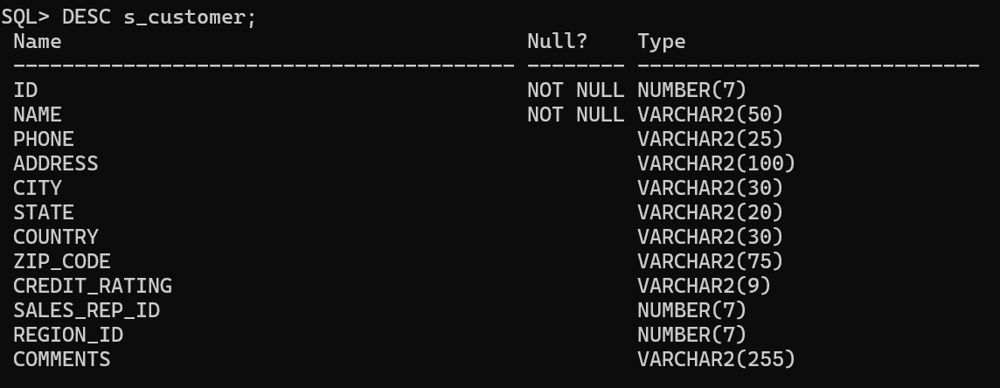 SQL> DESC s_customer;
 Name                                      Null?    Type
 ----------------------------------------- -------- ----------------------------
 ID                                        NOT NULL NUMBER(7)
 NAME                                      NOT NULL VARCHAR2(50)
 PHONE                                              VARCHAR2(25)
 ADDRESS                                            VARCHAR2(100)
 CITY                                               VARCHAR2(30)
 STATE                                              VARCHAR2(20)
 COUNTRY                                            VARCHAR2(30)
 ZIP_CODE                                           VARCHAR2(75)
 CREDIT_RATING                                      VARCHAR2(9)
 SALES_REP_ID                                       NUMBER(7)
 REGION_ID                                          NUMBER(7)
 COMMENTS                                           VARCHAR2(255)